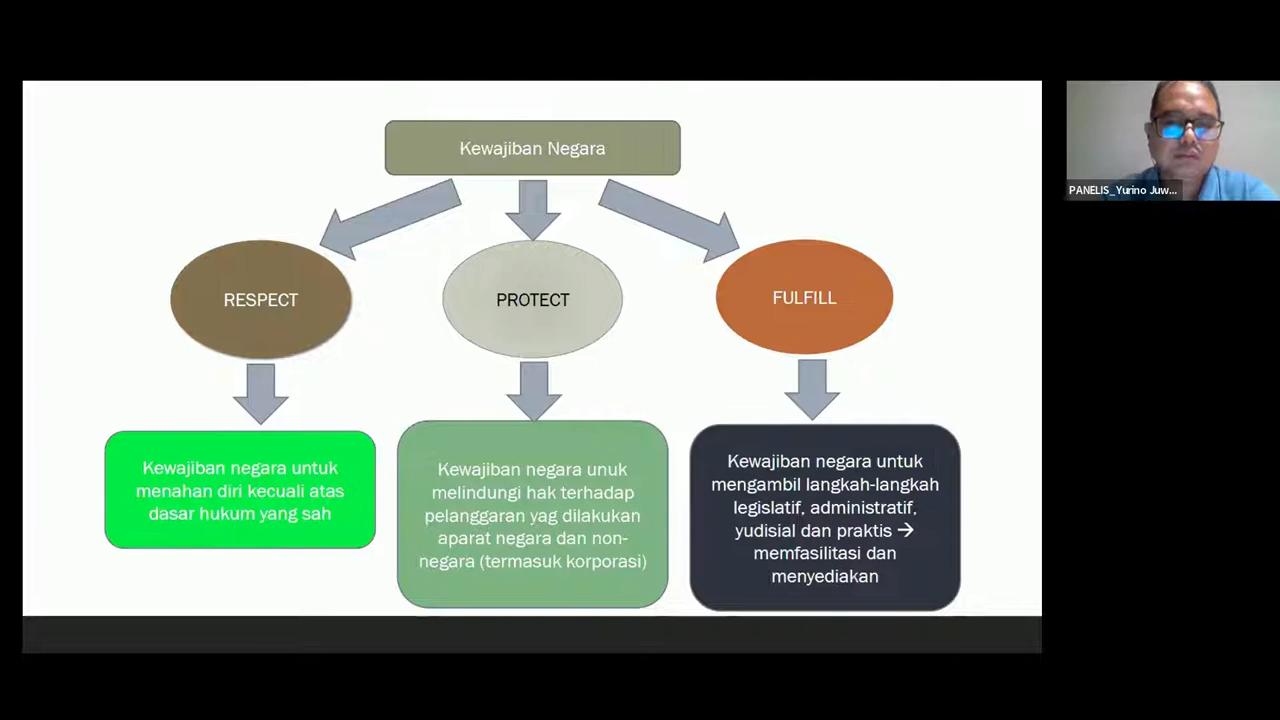 Kewajiban Negara
RESPECT
PROTECT
FULFILL
Kewajiban negara untuk
menahan diri kecuali atas
dasar hukum yang sah
Kewajiban negara unuk
melindungi hak terhadap
pelanggaran yag dilakukan
aparat negara dan non-
negara (termasuk korporasi)
Kewajiban negara untuk
mengambil langkah-langkah
legislatif, administratif,
yudisial dan praktis →
memfasilitasi dan
menyediakan
PANELIS_Yurino Juw...